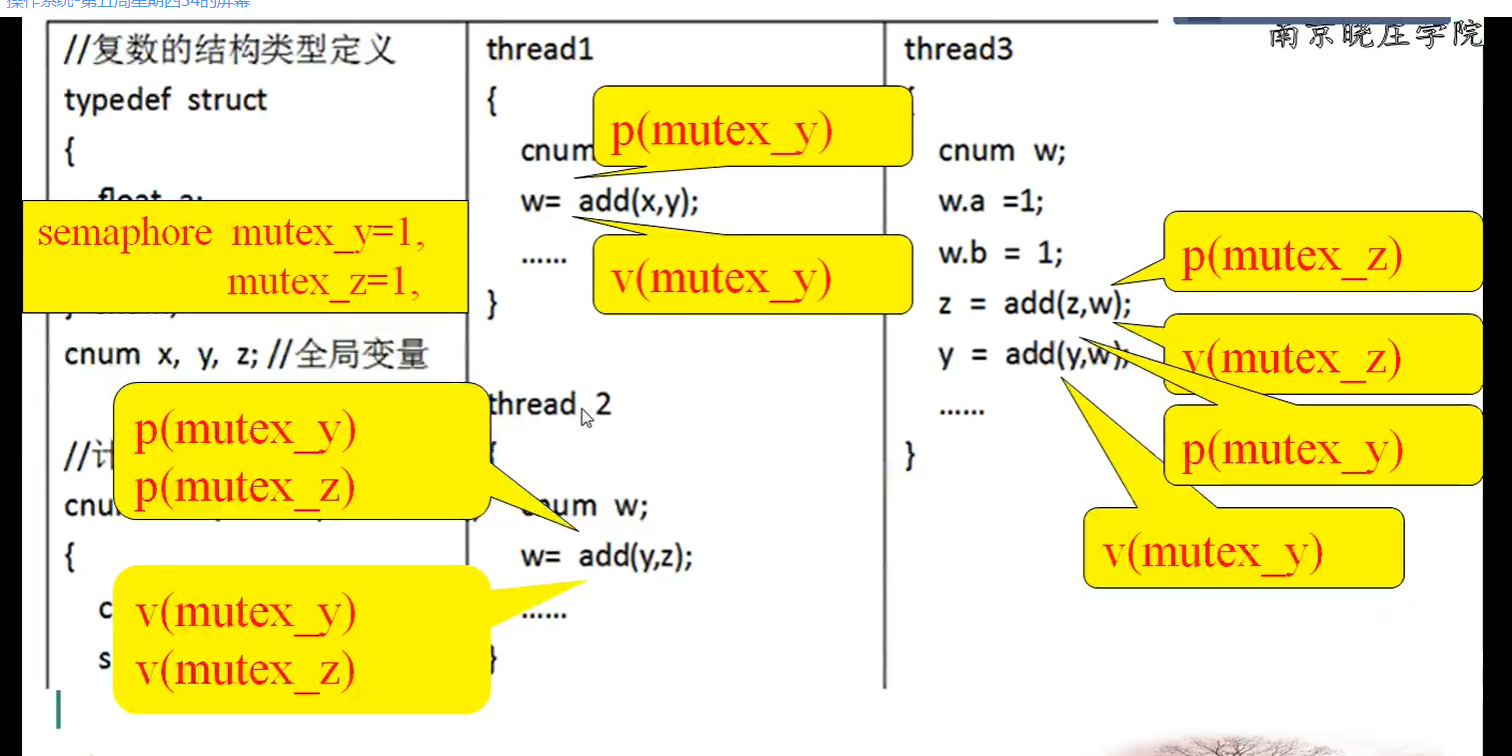 操作系统-第五周星期四34的屏幕
南京晓庄学院
//复数的结构类型定义
typedef struct
{
float a;
semaphore mutex_y=1,
mutex_z=1,
cnum x, y, z; //全局变量
//计
{
thread1
{
cnum
p(mutex_y)
w= add(x,y);
v(mutex_y)
......
}
thread 2
{
p(mutex_y)
p(mutex_z)
cnum w;
w= add(y,z);
v(mutex_y)
v(mutex_z)
......
}
thread3
{
cnum w;
w.a =1;
w.b = 1;
p(mutex_z)
z = add(z,w);
v(mutex_z)
y = add(y,w);
p(mutex_y)
v(mutex_y)
......
}